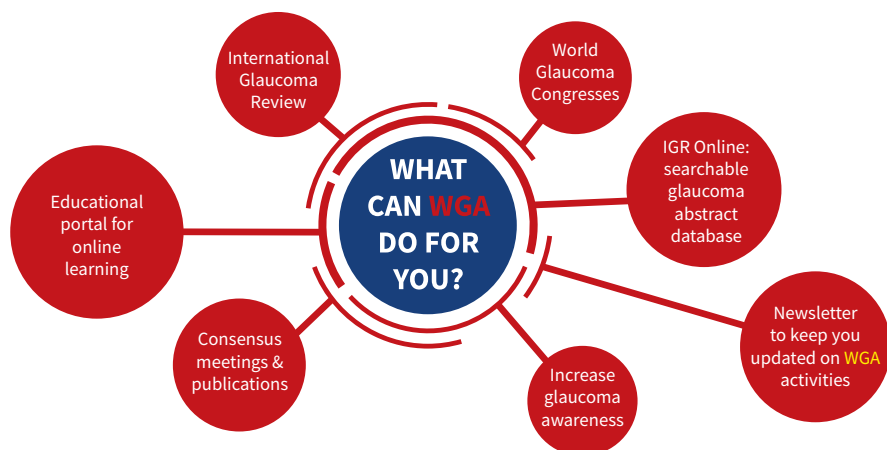 International
Glaucoma
Review
World
Glaucoma
Congresses
WHAT
CAN WGA
DO FOR
YOU?
IGR Online:
searchable
glaucoma
abstract
database
Educational
portal for
online
learning
Newsletter
to keep you
updated on WGA
activities
Consensus
meetings &
publications
Increase
glaucoma
awareness